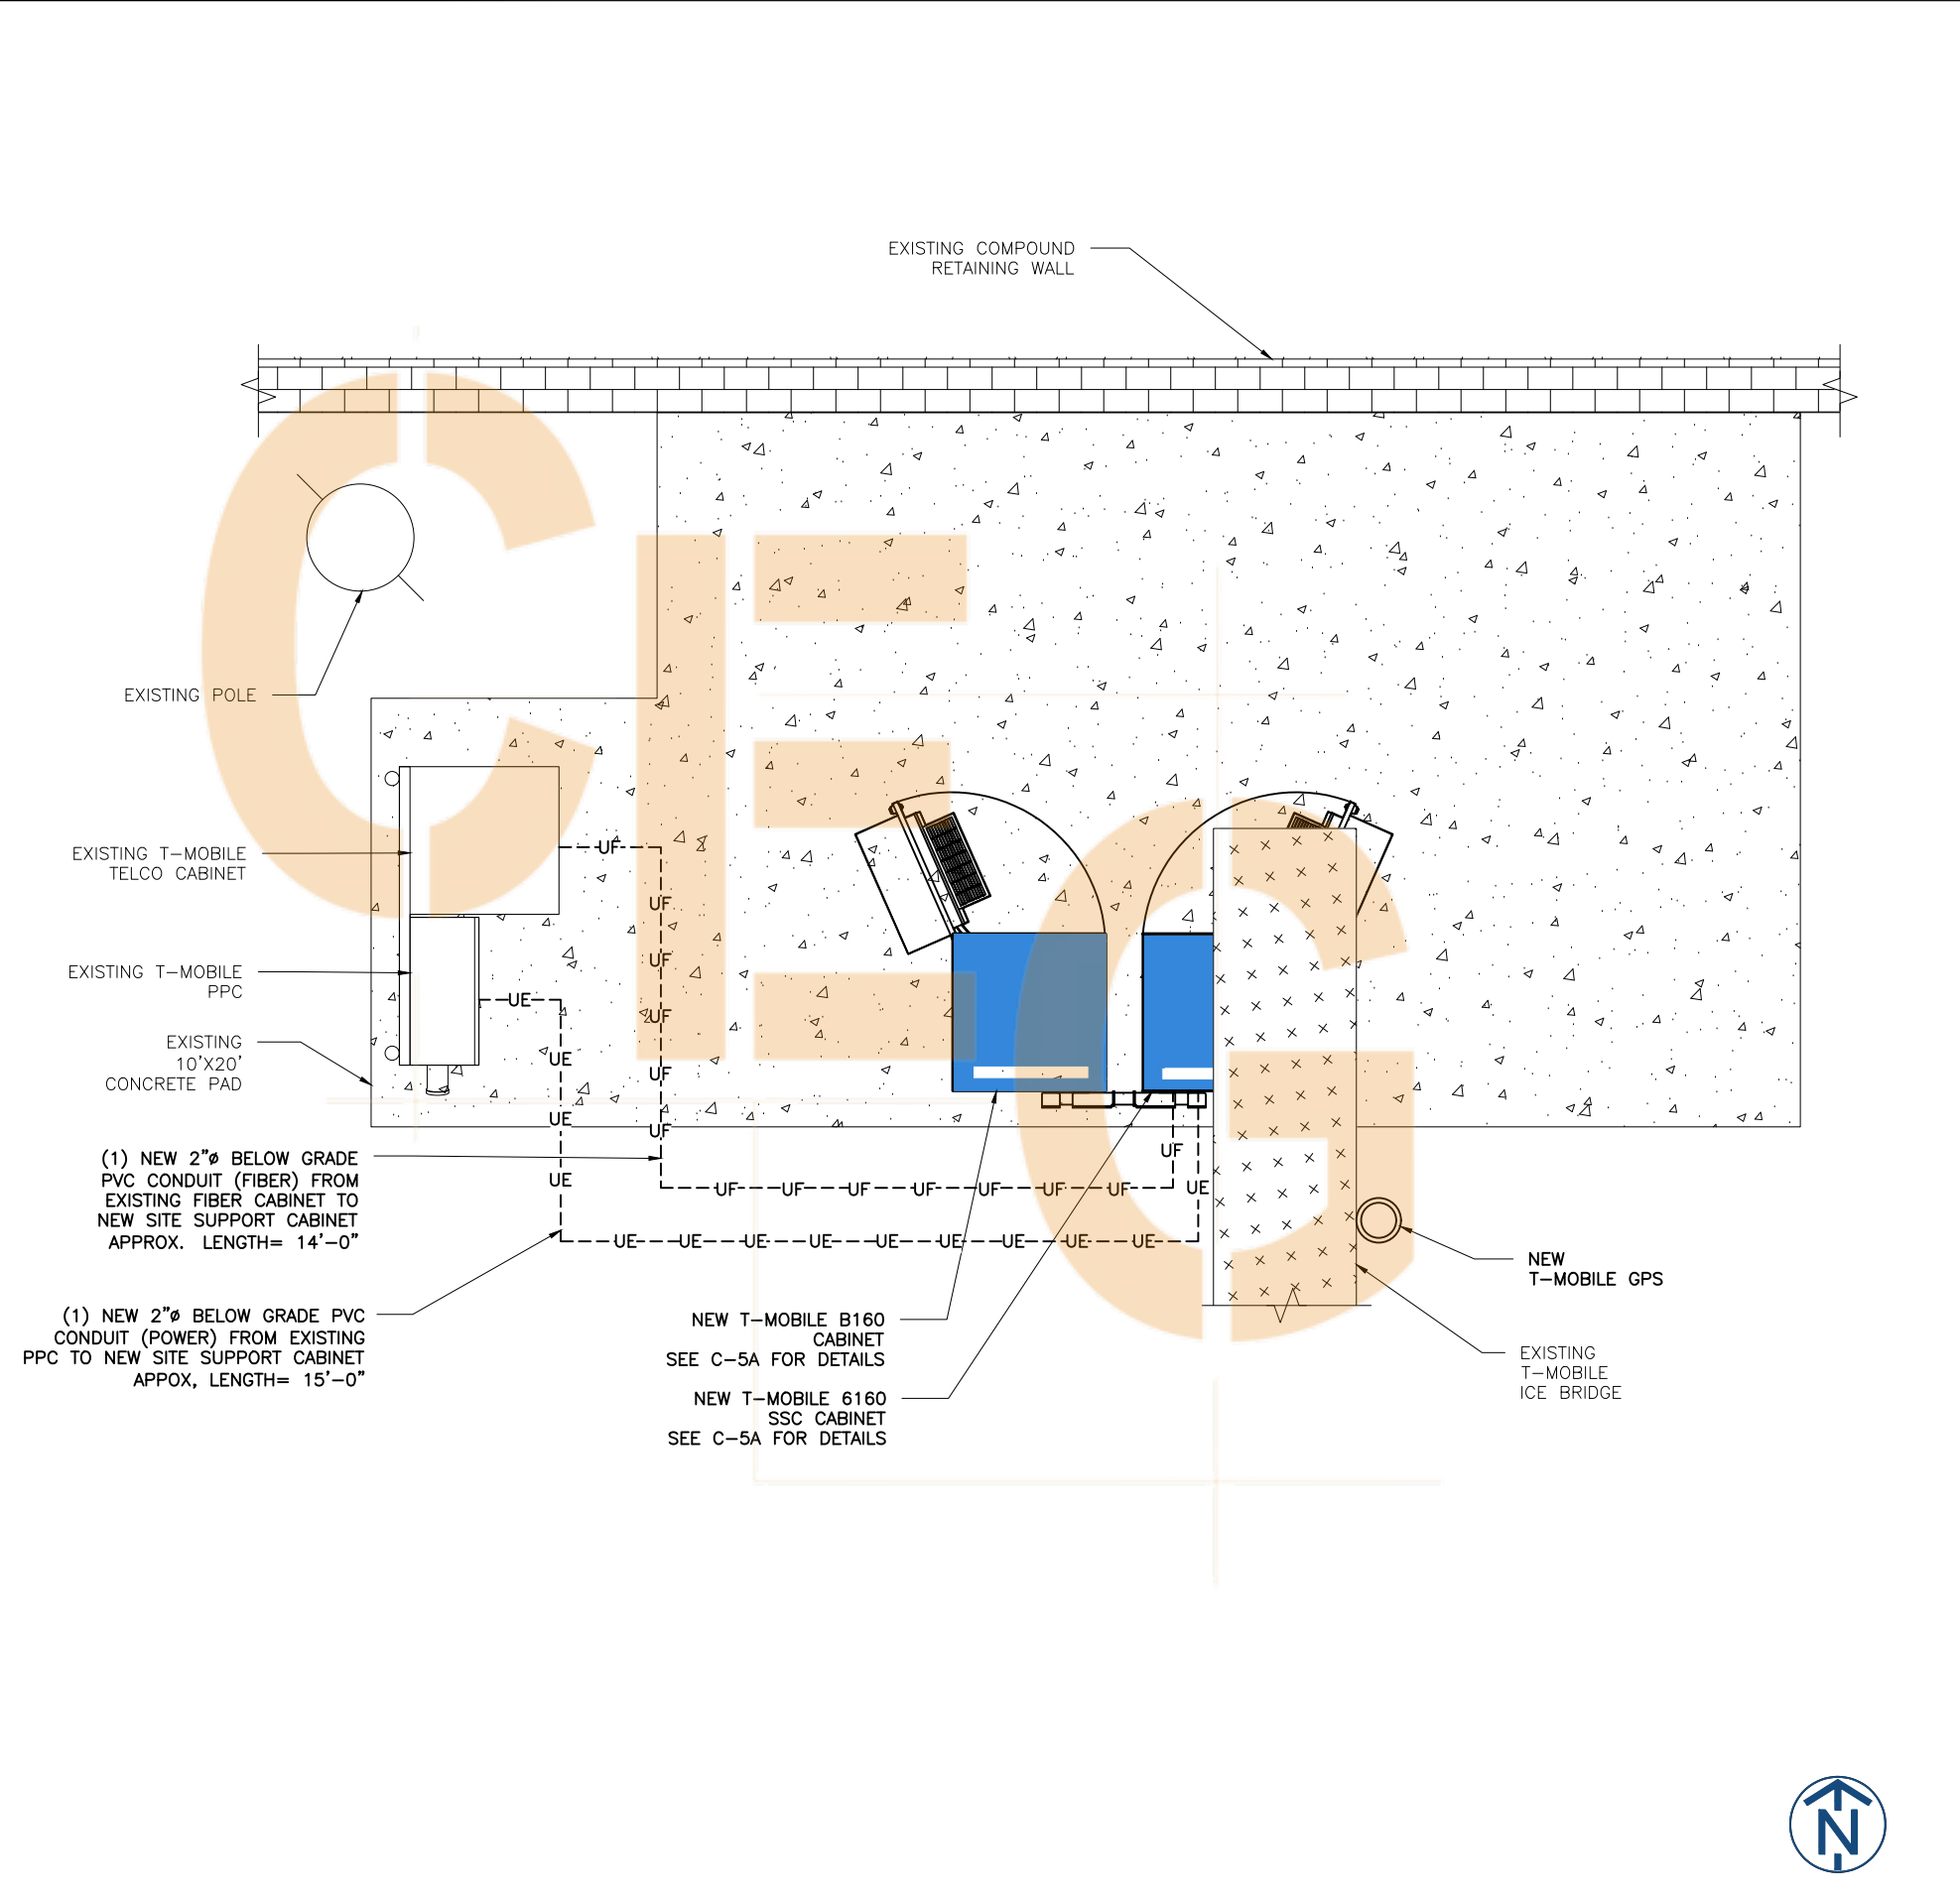 EXISTING COMPOUND
RETAINING WALL
EXISTING POLE
EXISTING T-MOBILE
TELCO CABINET
EXISTING T-MOBILE
PPC
EXISTING
10'X20'
CONCRETE PAD
(1) NEW 2"ø BELOW GRADE
PVC CONDUIT (FIBER) FROM
EXISTING FIBER CABINET TO
NEW SITE SUPPORT CABINET
APPROX. LENGTH= 14'-0"
(1) NEW 2"ø BELOW GRADE PVC
CONDUIT (POWER) FROM EXISTING
PPC TO NEW SITE SUPPORT CABINET
APPOX, LENGTH= 15'-0"
UF
UF
UF
UF
UF
UF
UE
UE
UE
UE
UF
UE
UF UF UF UF UF UF UF
UE UE UE UE UE UE UE UE UE
NEW T-MOBILE B160
CABINET
SEE C-5A FOR DETAILS
NEW T-MOBILE 6160
SSC CABINET
SEE C-5A FOR DETAILS
NEW
T-MOBILE GPS
EXISTING
T-MOBILE
ICE BRIDGE
CIEG
N